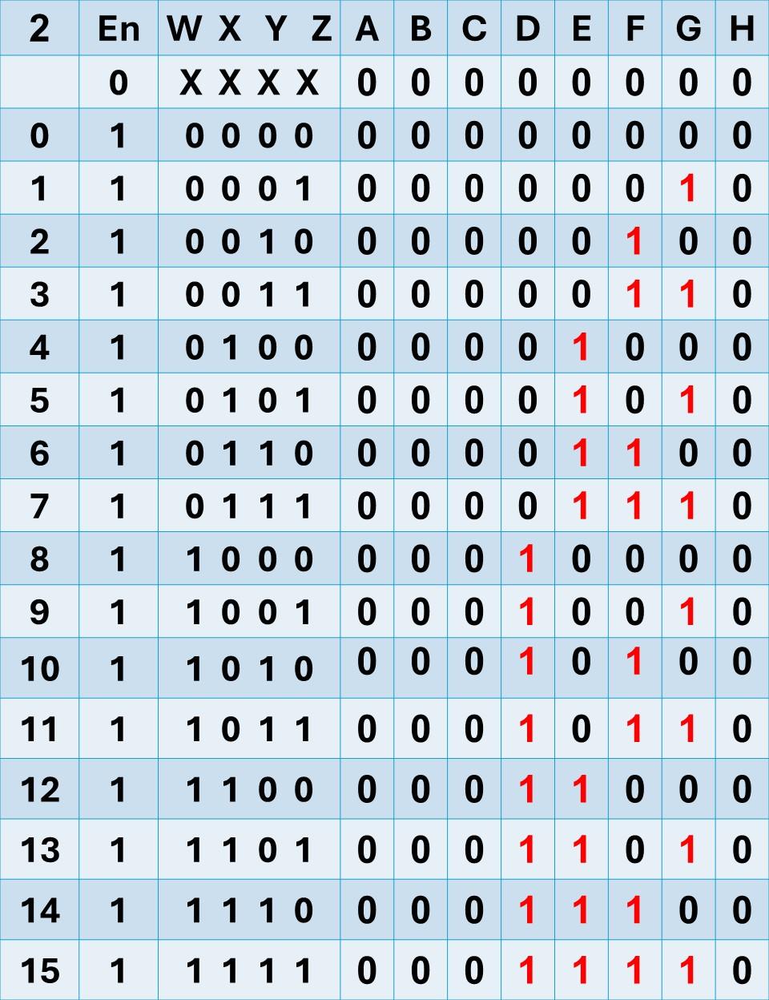 2 En W X Y Z A B C D E F G H
0 X X X X 0 0 0 0 0 0 0 0
0 1 0 0 0 0 0 0 0 0 0 0 0 0
1 1 0 0 0 1 0 0 0 0 0 0 1 0
2 1 0 0 1 0 0 0 0 0 0 1 0 0
3 1 0 0 1 1 0 0 0 0 0 1 1 0
4 1 0 1 0 0 0 0 0 0 1 0 0 0
5 1 0 1 0 1 0 0 0 0 1 0 1 0
6 1 0 1 1 0 0 0 0 0 1 1 0 0
7 1 0 1 1 1 0 0 0 0 1 1 1 0
8 1 1 0 0 0 0 0 0 1 0 0 0 0
9 1 1 0 0 1 0 0 0 1 0 0 1 0
10 1 1 0 1 0 0 0 0 1 0 1 0 0
11 1 1 0 1 1 0 0 0 1 0 1 1 0
12 1 1 1 0 0 0 0 0 1 1 0 0 0
13 1 1 1 0 1 0 0 0 1 1 0 1 0
14 1 1 1 1 0 0 0 0 1 1 1 0 0
15 1 1 1 1 1 0 0 0 1 1 1 1 0